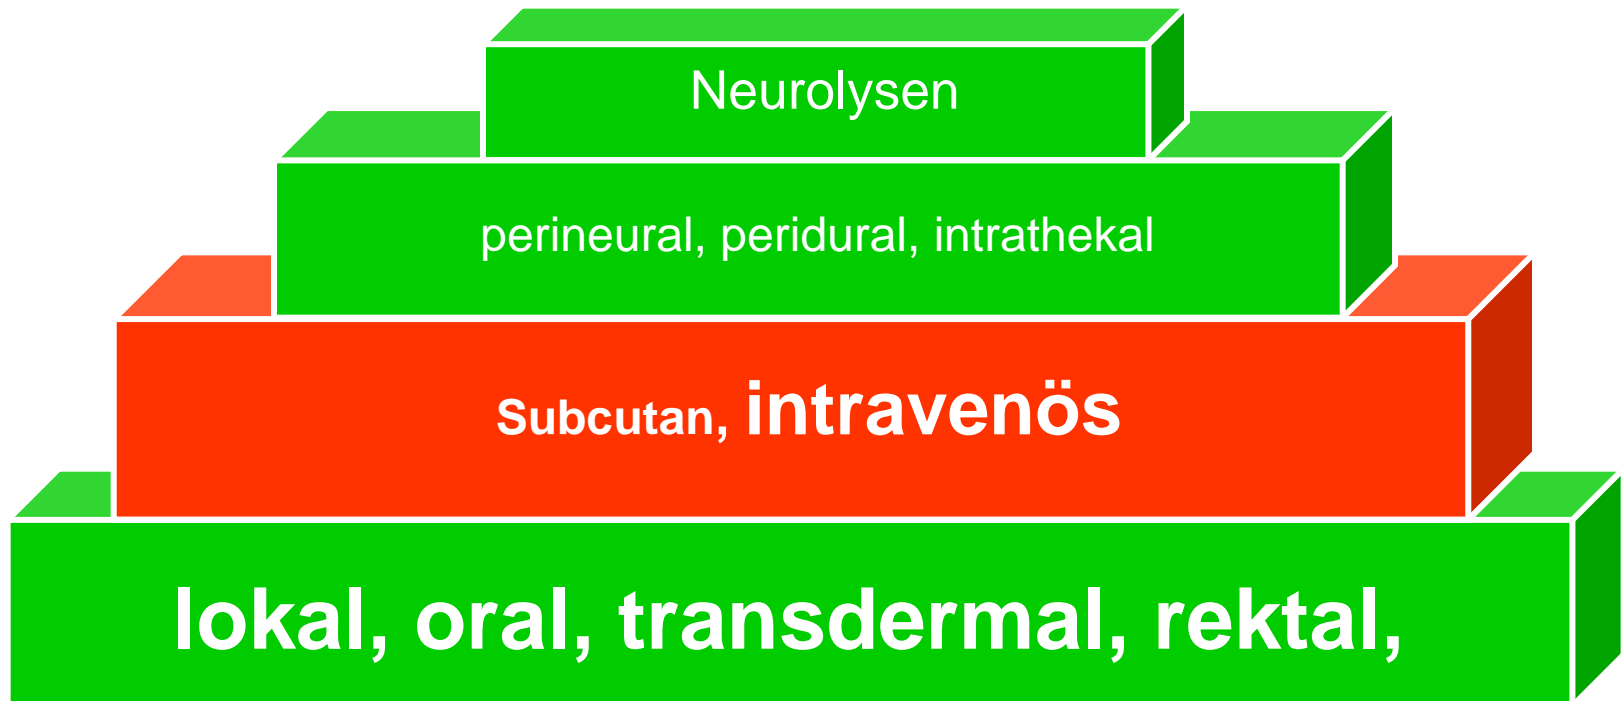 Neurolysen
perineural, peridural, intrathekal
Subcutan, intravenös
lokal, oral, transdermal, rektal,